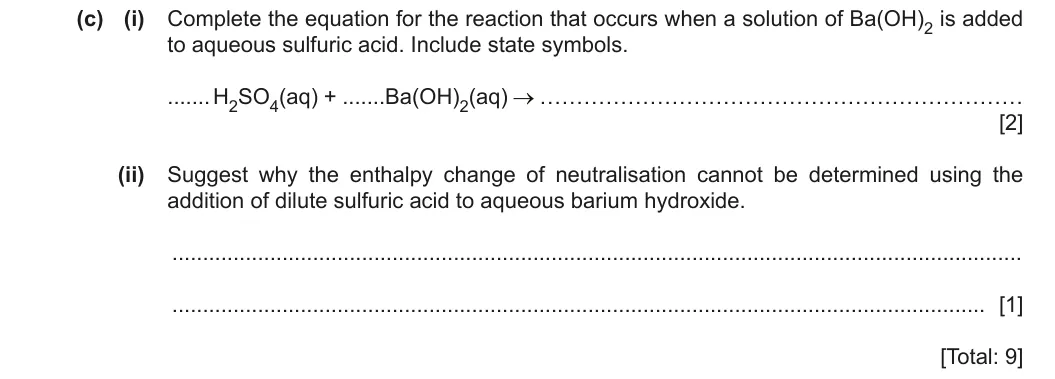 (c) (i) Complete the equation for the reaction that occurs when a solution of Ba(OH)₂ is added
to aqueous sulfuric acid. Include state symbols.
.......H₂SO₄(aq) + .......Ba(OH)₂(aq) → ..................................................................
[2]
(ii) Suggest why the enthalpy change of neutralisation cannot be determined using the
addition of dilute sulfuric acid to aqueous barium hydroxide.
..........................................................................................................................................
.................................................................................................................................... [1]
[Total: 9]